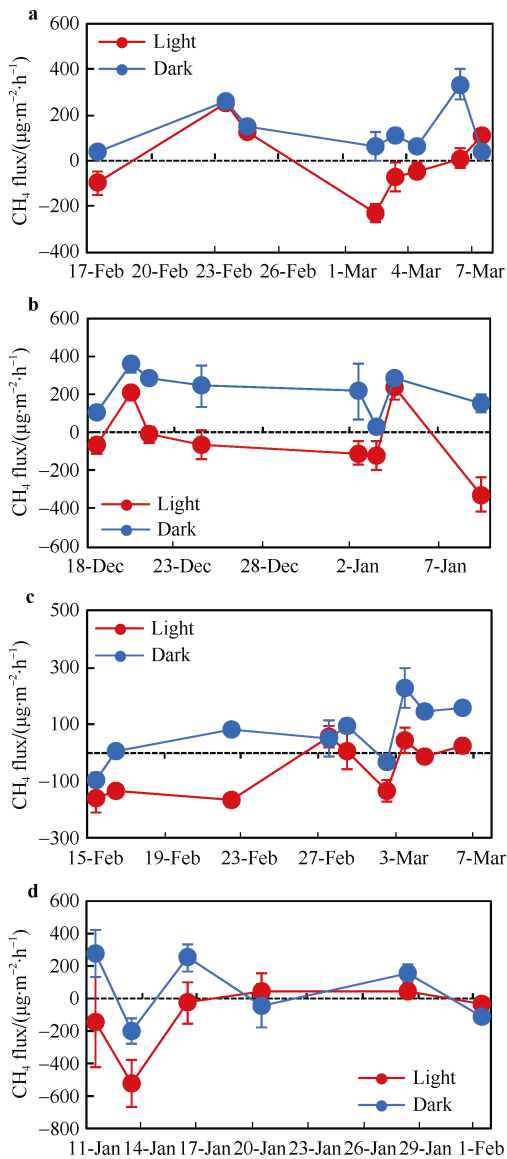 a
600
400
200
0
−200
−400
CH₄ flux/(μg·m⁻²·h⁻¹)
Light
Dark
17-Feb 20-Feb 23-Feb 26-Feb 1-Mar 4-Mar 7-Mar
b
600
400
200
0
−200
−400
−600
CH₄ flux/(μg·m⁻²·h⁻¹)
Light
Dark
18-Dec 23-Dec 28-Dec 2-Jan 7-Jan
c
500
300
100
−100
−300
CH₄ flux/(μg·m⁻²·h⁻¹)
Light
Dark
15-Feb 19-Feb 23-Feb 27-Feb 3-Mar 7-Mar
d
600
400
200
0
−200
−400
−600
−800
CH₄ flux/(μg·m⁻²·h⁻¹)
Light
Dark
11-Jan 14-Jan 17-Jan 20-Jan 23-Jan 26-Jan 29-Jan 1-Feb